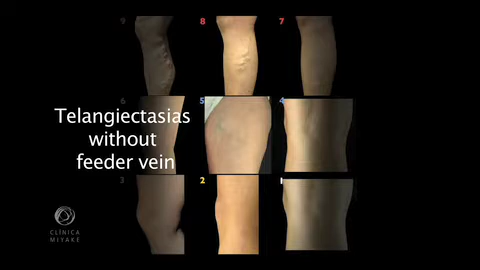 9 8 7
6 5 4
Telangiectasias
without
feeder vein
3 2 1
CLINICA
MIYAKE